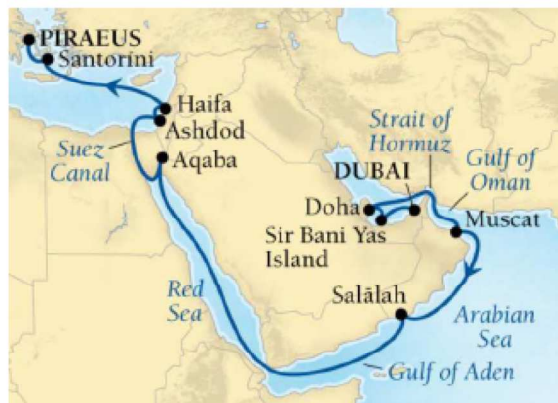 PIRAEUS
Santorini
Haifa
Ashdod
Suez
Canal
Aqaba
Strait of
Hormuz
DUBAI
Gulf of
Oman
Doha
Muscat
Sir Bani Yas
Island
Red
Sea
Salālah
Arabian
Sea
Gulf of Aden